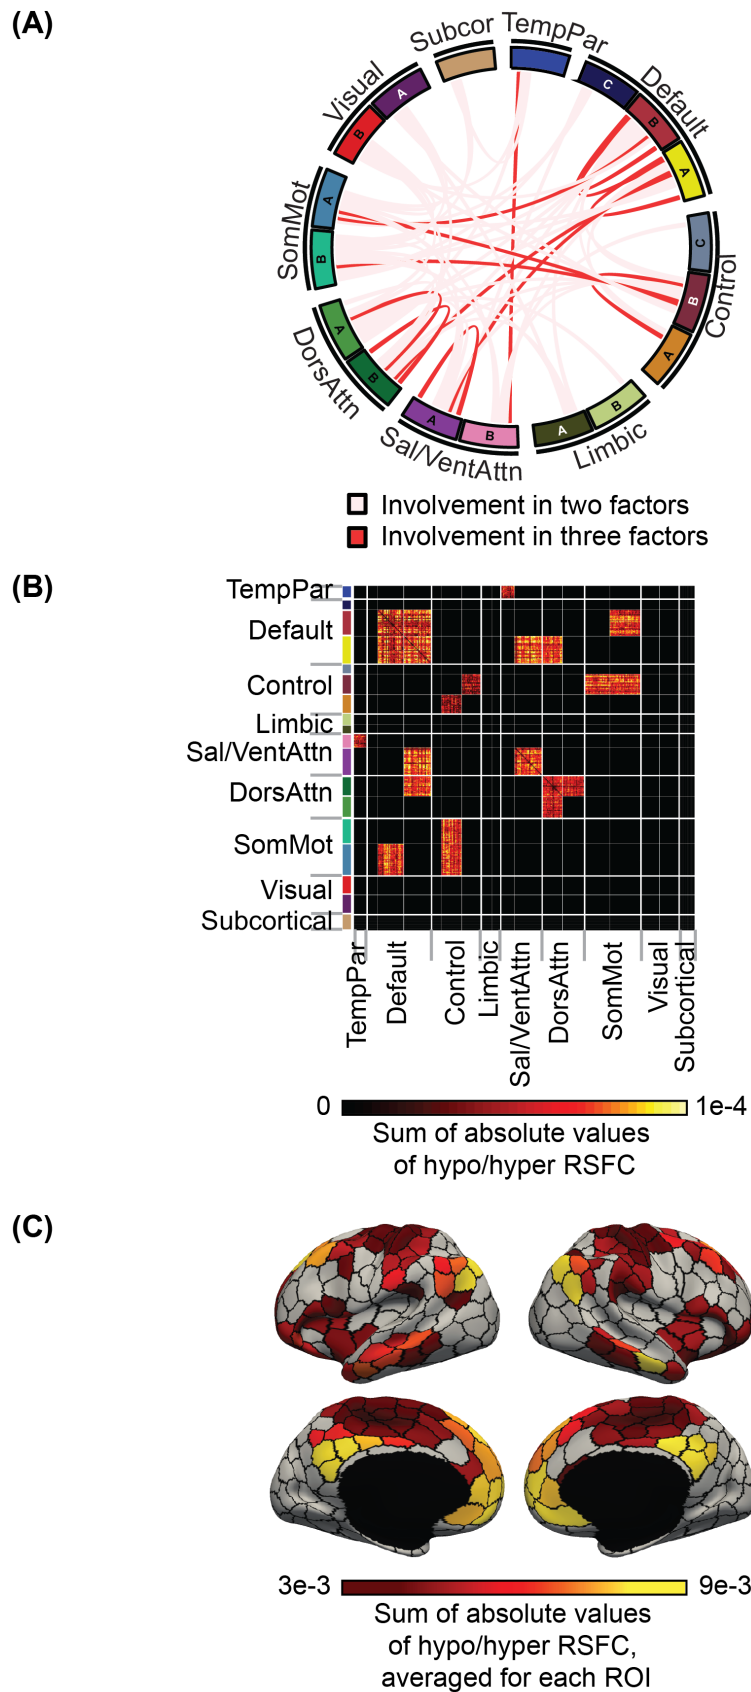 (A)
Subcor
TempPar
Visual
Default
A
B
C
B
A
SomMot
A
B
C
B
A
Control
DorsAttn
A
B
Sal/VentAttn
A
B
A
B
Limbic
Involvement in two factors
Involvement in three factors
(B)
TempPar
Default
Control
Limbic
Sal/VentAttn
DorsAttn
SomMot
Visual
Subcortical
TempPar
Default
Control
Limbic
Sal/VentAttn
DorsAttn
SomMot
Visual
Subcortical
0
1e-4
Sum of absolute values
of hypo/hyper RSFC
(C)
3e-3
9e-3
Sum of absolute values
of hypo/hyper RSFC,
averaged for each ROI